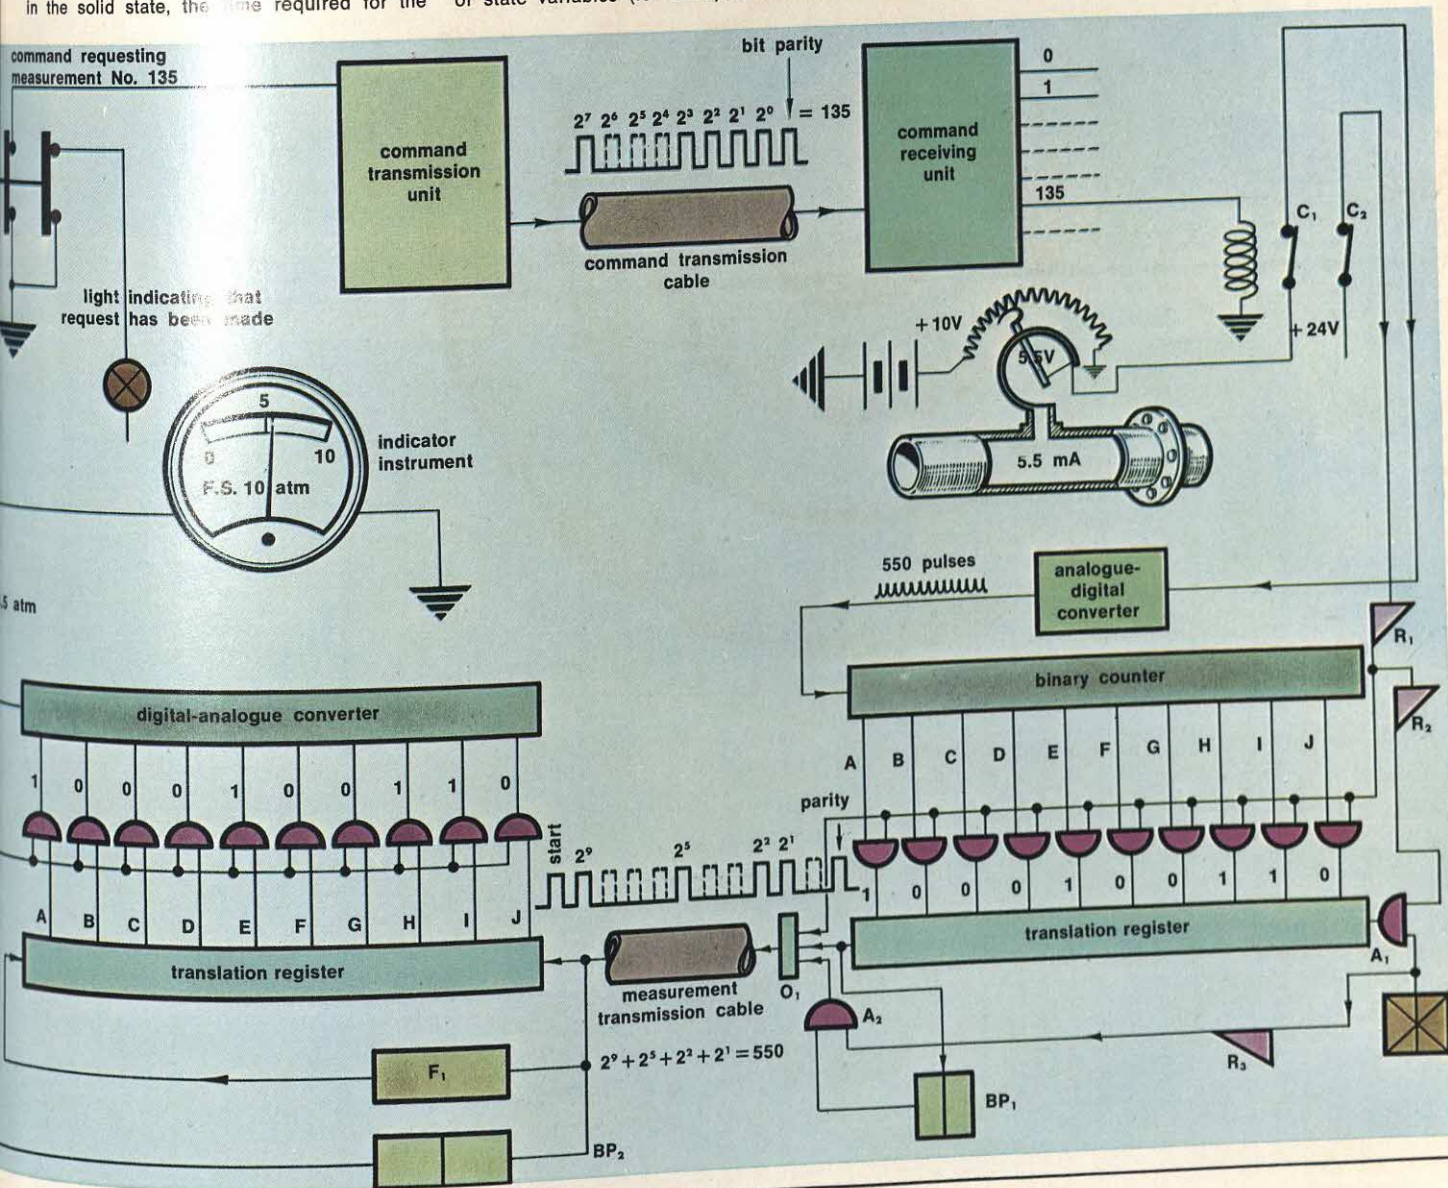 in the solid state, the time required for the
of state variables
command requesting
measurement No. 135
command
transmission
unit
bit parity
2⁷ 2⁶ 2⁵ 2⁴ 2³ 2² 2¹ 2⁰ = 135
command transmission
cable
command
receiving
unit
0
1
135
C₁
C₂
+ 24V
light indicating that
request has been made
+ 10V
5.5V
5.5 mA
5
0
10
F.S. 10 atm
indicator
instrument
550 pulses
analogue-
digital
converter
R₁
.5 atm
binary counter
R₂
digital-analogue converter
A B C D E F G H I J
1 0 0 0 1 0 0 1 1 0
parity
start
2⁹ 2⁵ 2² 2¹
1 0 0 0 1 0 0 1 1 0
A B C D E F G H I J
translation register
translation register
A₁
measurement
transmission cable
O₁
A₂
2⁹ + 2⁵ + 2² + 2¹ = 550
F₁
R₃
BP₁
BP₂